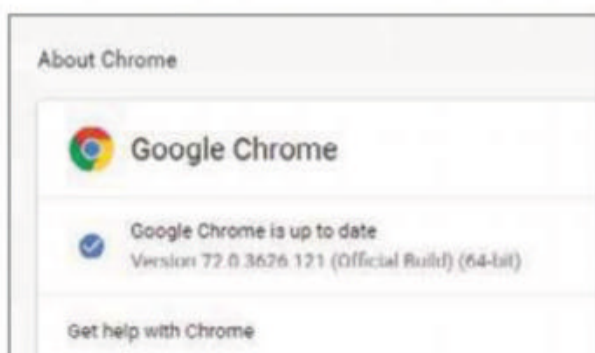 About Chrome
Google Chrome
Google Chrome is up to date
Version 72.0.3626.121 (Official Build) (64-bit)
Get help with Chrome